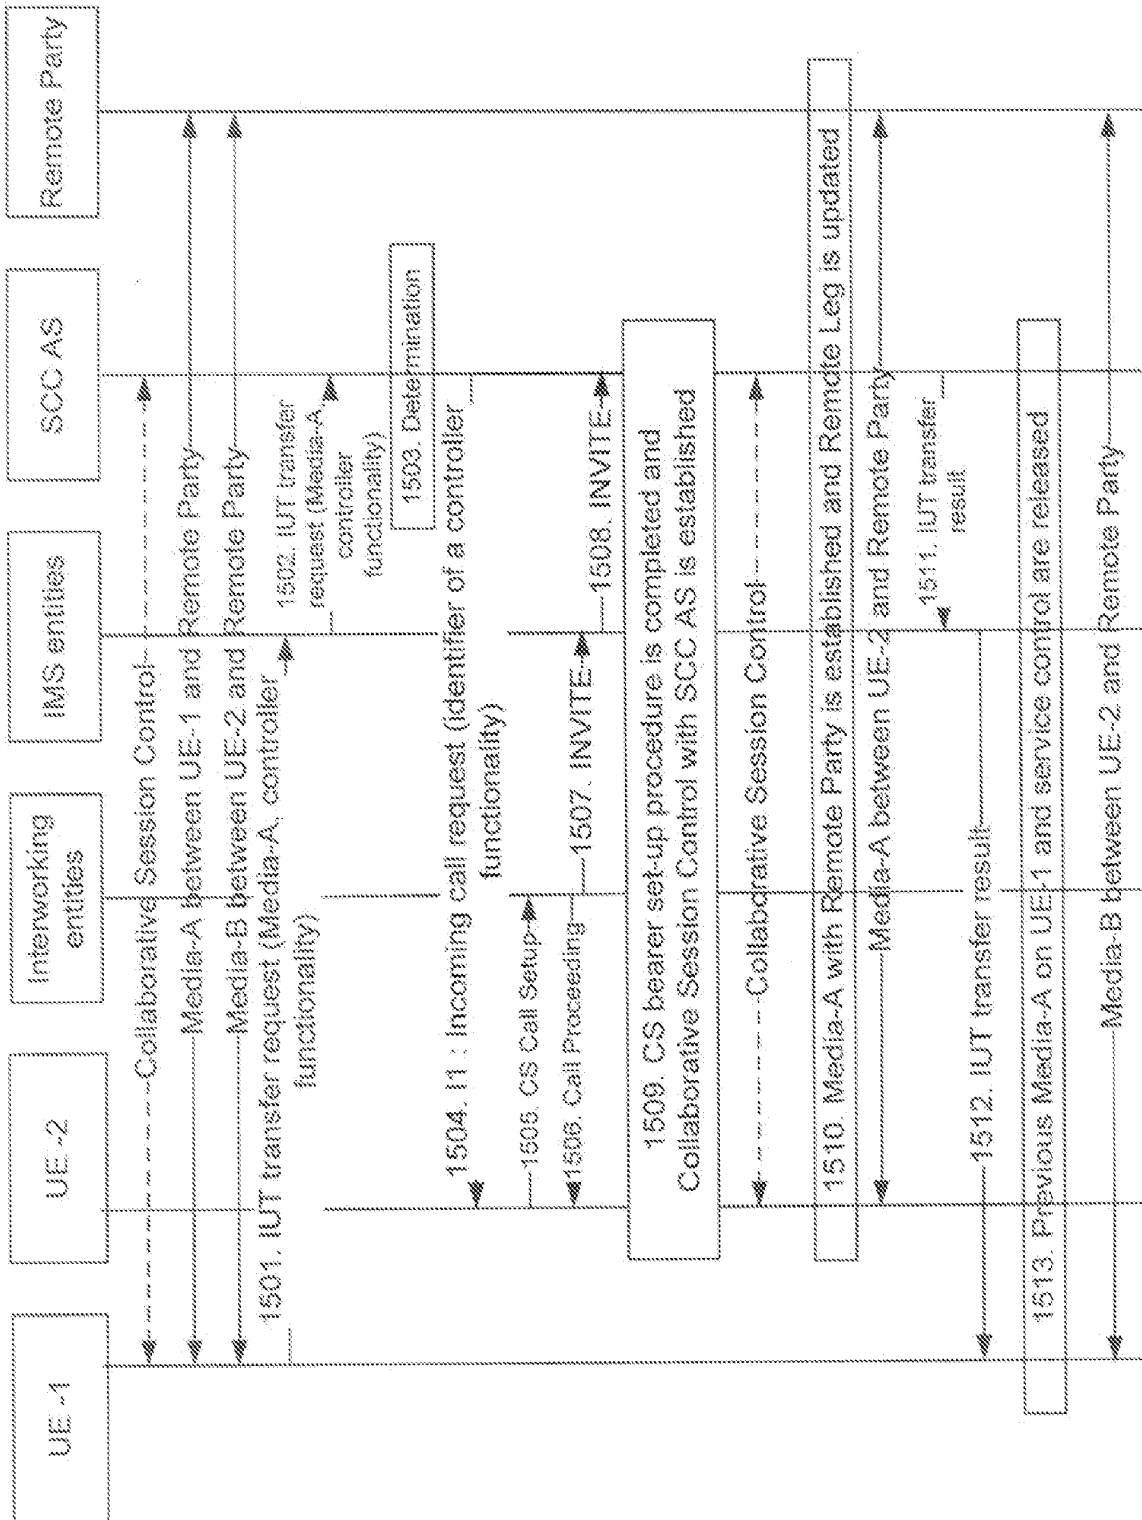 UE -1
UE -2
Interworking
entities
IMS entities
SCC AS
Remote Party
Collaborative Session Control
Media-A between UE-1 and Remote Party
Media-B between UE-2 and Remote Party
1501. IUT transfer request (Media-A, controller
functionality)
1502. IUT transfer
request (Media-A,
controller
functionality)
1503. Determination
1504. I1 : Incoming call request (identifier of a controller
functionality)
1505. CS Call Setup
1506. Call Proceeding
1507. INVITE
1508. INVITE
1509. CS bearer set-up procedure is completed and
Collaborative Session Control with SCC AS is established
Collaborative Session Control
1510. Media-A with Remote Party is established and Remote Leg is updated
Media-A between UE-2 and Remote Party
1511. IUT transfer
result
1512. IUT transfer result
1513. Previous Media-A on UE-1 and service control are released
Media-B between UE-2 and Remote Party